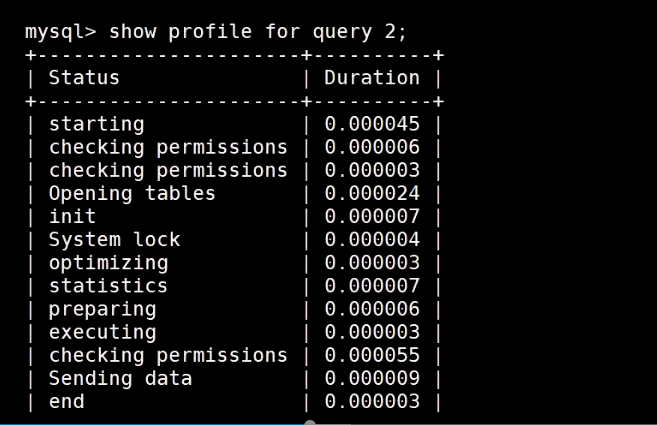 mysql> show profile for query 2;
+----------------------+----------+
| Status               | Duration |
+----------------------+----------+
| starting             | 0.000045 |
| checking permissions | 0.000006 |
| checking permissions | 0.000003 |
| Opening tables       | 0.000024 |
| init                 | 0.000007 |
| System lock          | 0.000004 |
| optimizing           | 0.000003 |
| statistics           | 0.000007 |
| preparing            | 0.000006 |
| executing            | 0.000003 |
| checking permissions | 0.000055 |
| Sending data         | 0.000009 |
| end                  | 0.000003 |